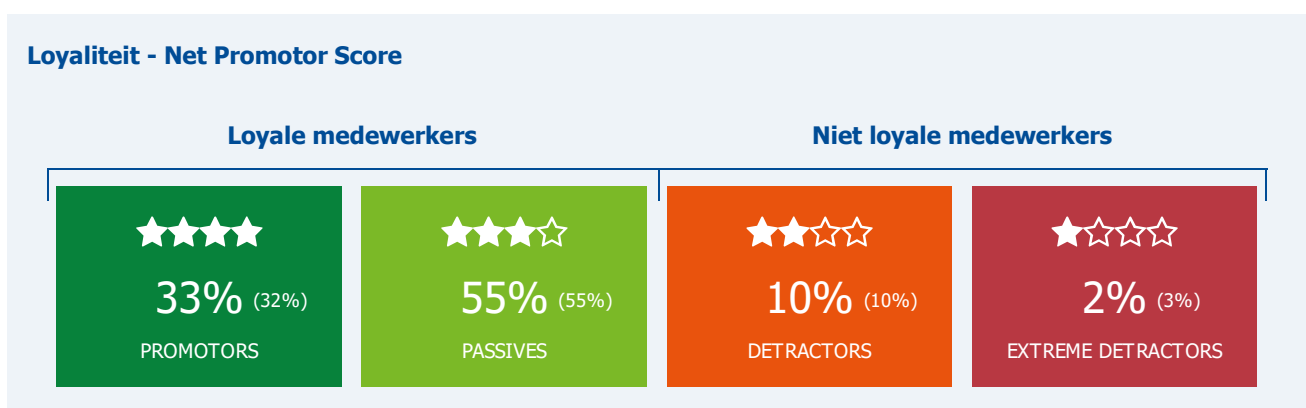 Loyaliteit - Net Promotor Score
Loyale medewerkers
Niet loyale medewerkers
33% (32%)
PROMOTORS
55% (55%)
PASSIVES
10% (10%)
DETRACTORS
2% (3%)
EXTREME DETRACTORS